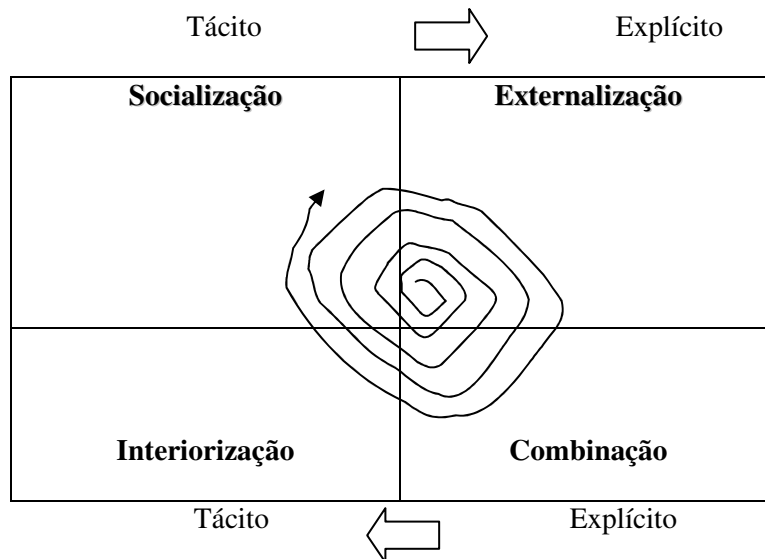 Tácito Explícito
Socialização Externalização
Interiorização Combinação
Tácito Explícito